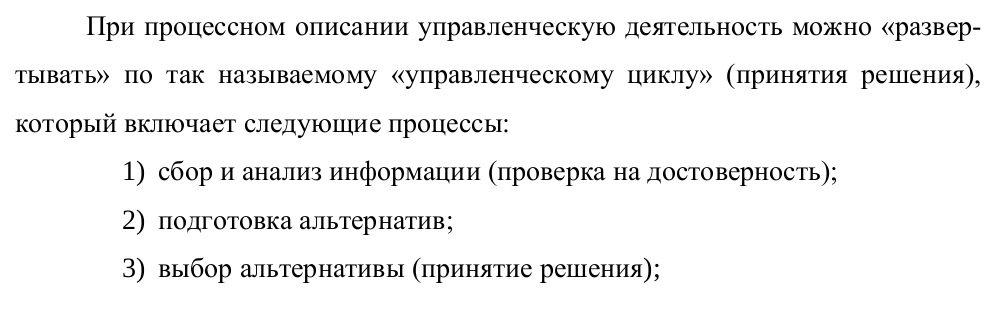 При процессном описании управленческую деятельность можно «развер-
тывать» по так называемому «управленческому циклу» (принятия решения),
который включает следующие процессы:
1) сбор и анализ информации (проверка на достоверность);
2) подготовка альтернатив;
3) выбор альтернативы (принятие решения);